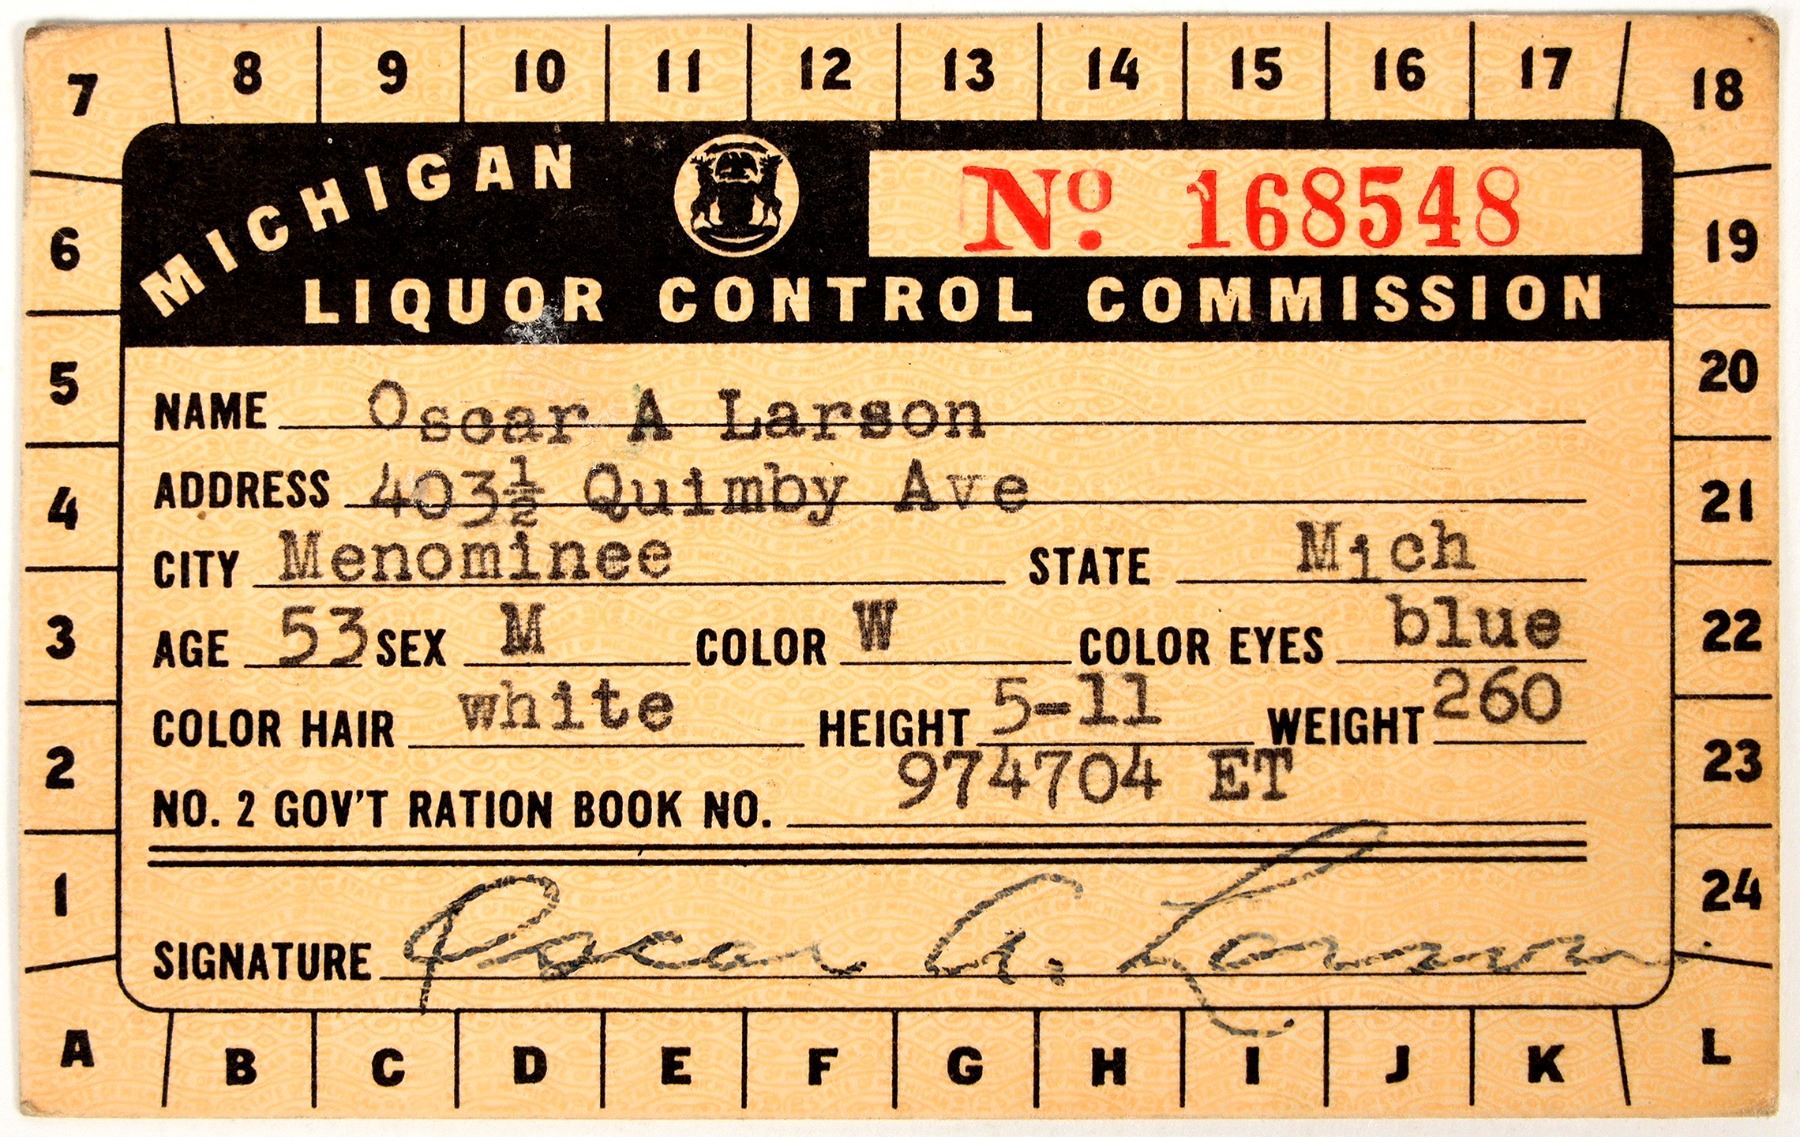 7 8 9 10 11 12 13 14 15 16 17 18
MICHIGAN Nº 168548
LIQUOR CONTROL COMMISSION
NAME Oscar A Larson
ADDRESS 403½ Quimby Ave
CITY Menominee STATE Mich
AGE 53 SEX M COLOR W COLOR EYES blue
COLOR HAIR white HEIGHT 5-11 WEIGHT 260
NO. 2 GOV'T RATION BOOK NO. 974704 ET
SIGNATURE Oscar A. Larson
6
5
4
3
2
1
19
20
21
22
23
24
A B C D E F G H I J K L